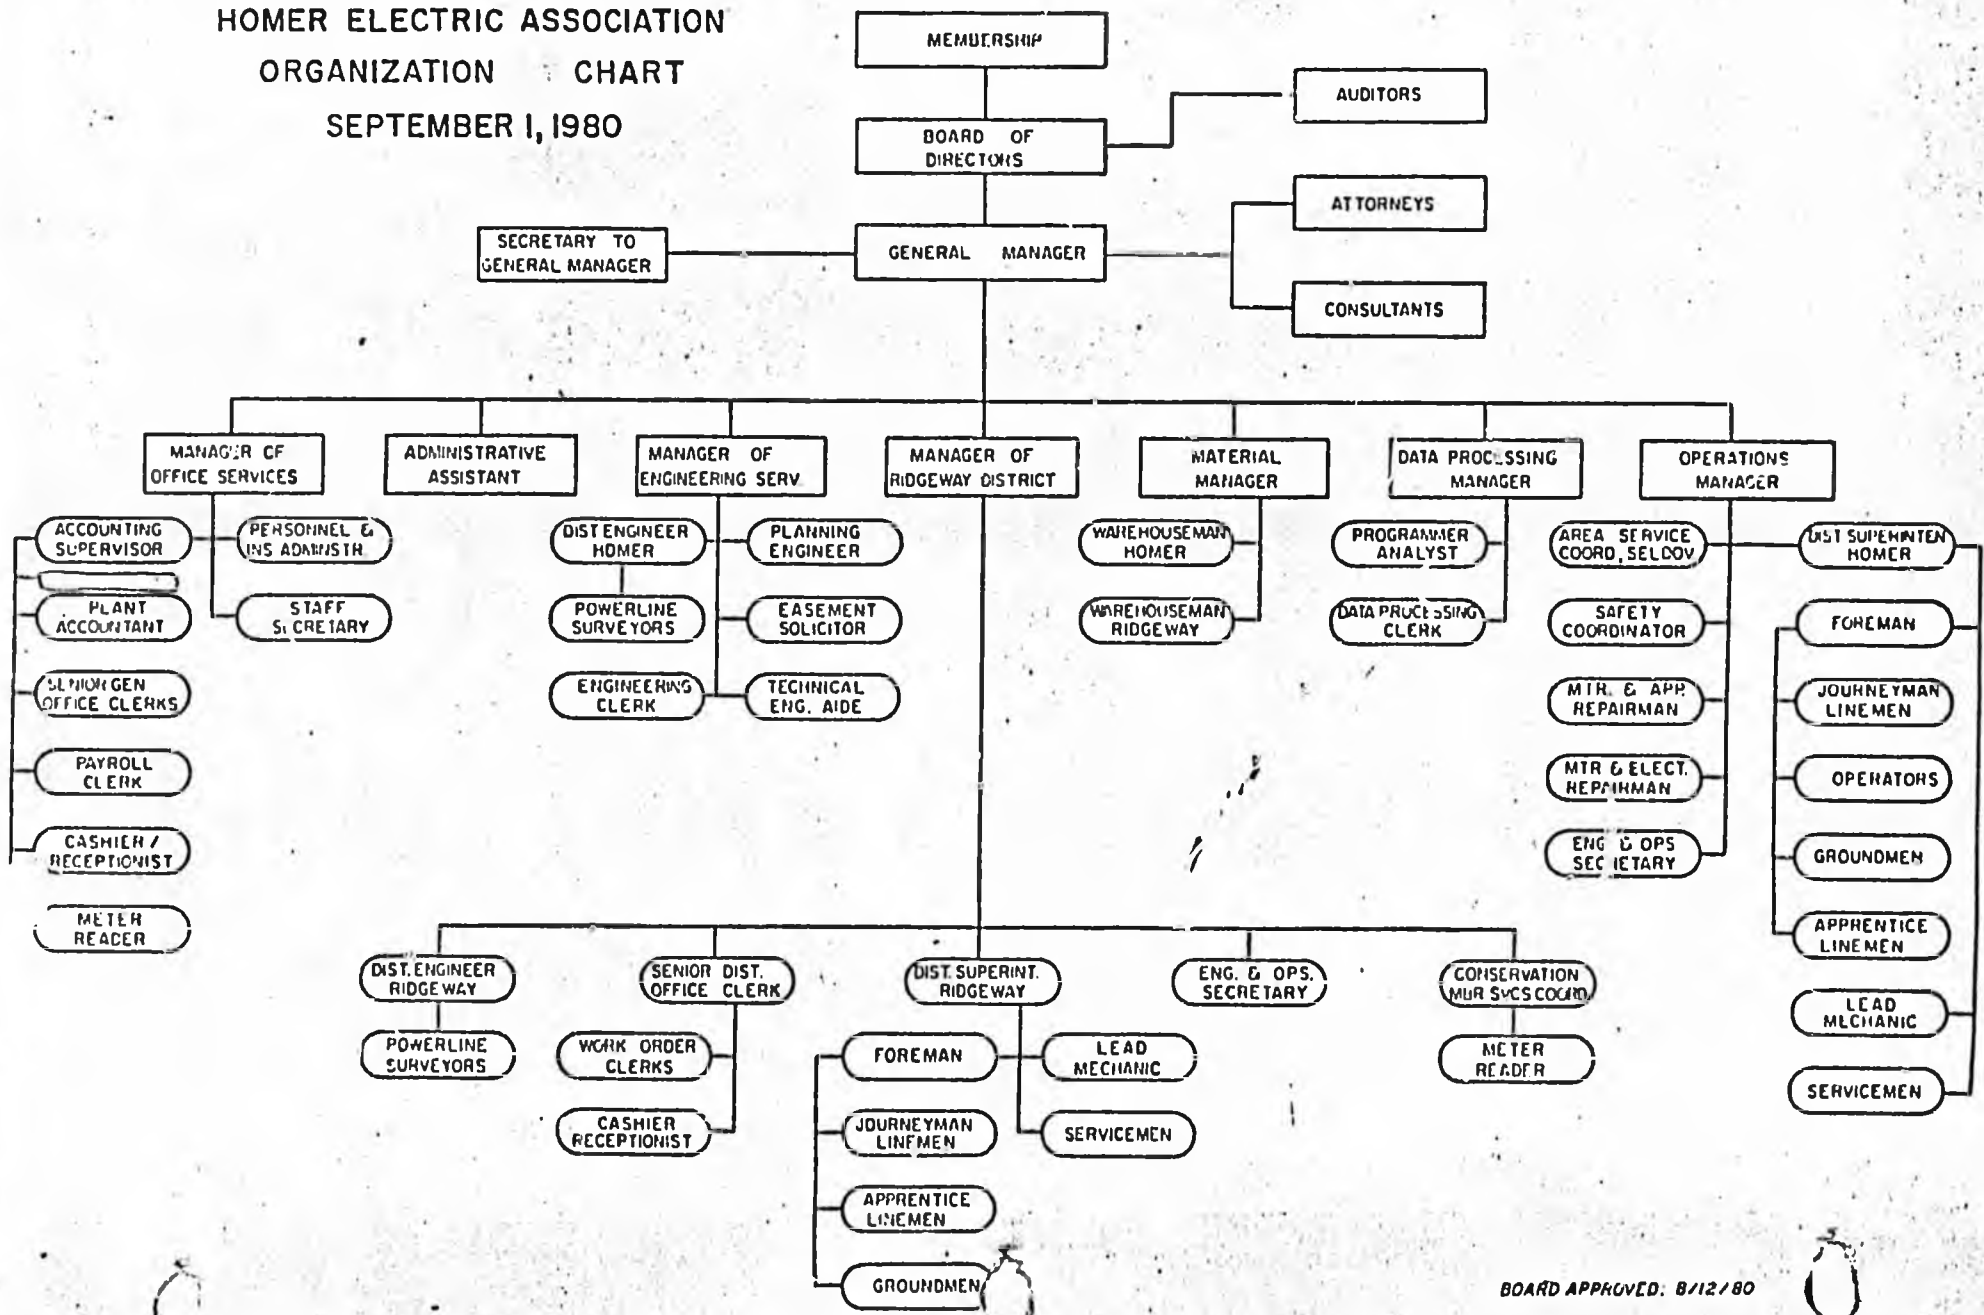 HOMER ELECTRIC ASSOCIATION
ORGANIZATION CHART
SEPTEMBER 1, 1980
MEMBERSHIP
BOARD OF
DIRECTORS
AUDITORS
ATTORNEYS
SECRETARY TO
GENERAL MANAGER
GENERAL MANAGER
CONSULTANTS
MANAGER OF
OFFICE SERVICES
ADMINISTRATIVE
ASSISTANT
MANAGER OF
ENGINEERING SERV.
MANAGER OF
RIDGEWAY DISTRICT
MATERIAL
MANAGER
DATA PROCESSING
MANAGER
OPERATIONS
MANAGER
ACCOUNTING
SUPERVISOR
PERSONNEL &
INS ADMINSTR.
PLANT
ACCOUNTANT
STAFF
SECRETARY
SENIOR GEN
OFFICE CLERKS
PAYROLL
CLERK
CASHIER /
RECEPTIONIST
METER
READER
DIST ENGINEER
HOMER
PLANNING
ENGINEER
POWERLINE
SURVEYORS
EASEMENT
SOLICITOR
ENGINEERING
CLERK
TECHNICAL
ENG. AIDE
WAREHOUSEMAN
HOMER
WAREHOUSEMAN
RIDGEWAY
PROGRAMMER
ANALYST
DATA PROCESSING
CLERK
AREA SERVICE
COORD, SELDOV.
DIST SUPERINTEN
HOMER
SAFETY
COORDINATOR
MTR. & APP.
REPAIRMAN
MTR & ELECT.
REPAIRMAN
ENG & OPS
SECRETARY
FOREMAN
JOURNEYMAN
LINEMEN
OPERATORS
GROUNDMEN
APPRENTICE
LINEMEN
LEAD
MECHANIC
SERVICEMEN
DIST. ENGINEER
RIDGEWAY
POWERLINE
SURVEYORS
SENIOR DIST.
OFFICE CLERK
WORK ORDER
CLERKS
CASHIER
RECEPTIONIST
DIST. SUPERINT.
RIDGEWAY
FOREMAN
LEAD
MECHANIC
JOURNEYMAN
LINEMEN
SERVICEMEN
APPRENTICE
LINEMEN
GROUNDMEN
ENG. & OPS.
SECRETARY
CONSERVATION
MBR SVCS COORD
METER
READER
BOARD APPROVED: 8/12/80